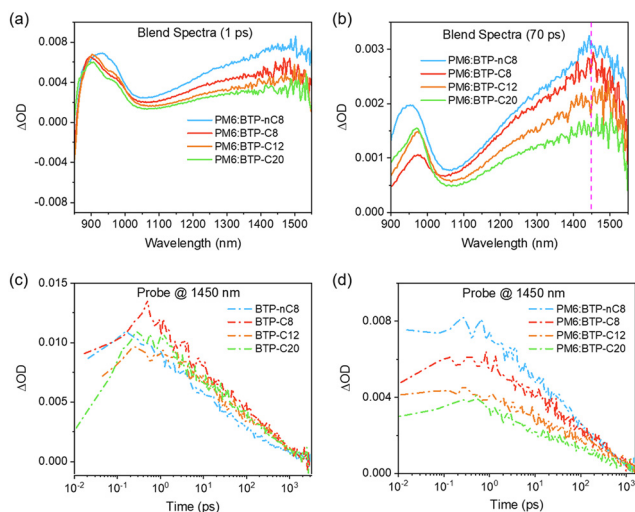 (a)
Blend Spectra (1 ps)
0.008
0.004
0.000
-0.004
-0.008
ΔOD
PM6:BTP-nC8
PM6:BTP-C8
PM6:BTP-C12
PM6:BTP-C20
900 1000 1100 1200 1300 1400 1500
Wavelength (nm)
(b)
Blend Spectra (70 ps)
0.003
0.002
0.001
0.000
ΔOD
PM6:BTP-nC8
PM6:BTP-C8
PM6:BTP-C12
PM6:BTP-C20
900 1000 1100 1200 1300 1400 1500
Wavelength (nm)
(c)
Probe @ 1450 nm
0.015
0.010
0.005
0.000
ΔOD
BTP-nC8
BTP-C8
BTP-C12
BTP-C20
10⁻² 10⁻¹ 10⁰ 10¹ 10² 10³
Time (ps)
(d)
Probe @ 1450 nm
0.008
0.004
0.000
ΔOD
PM6:BTP-nC8
PM6:BTP-C8
PM6:BTP-C12
PM6:BTP-C20
10⁻² 10⁻¹ 10⁰ 10¹ 10² 10³
Time (ps)